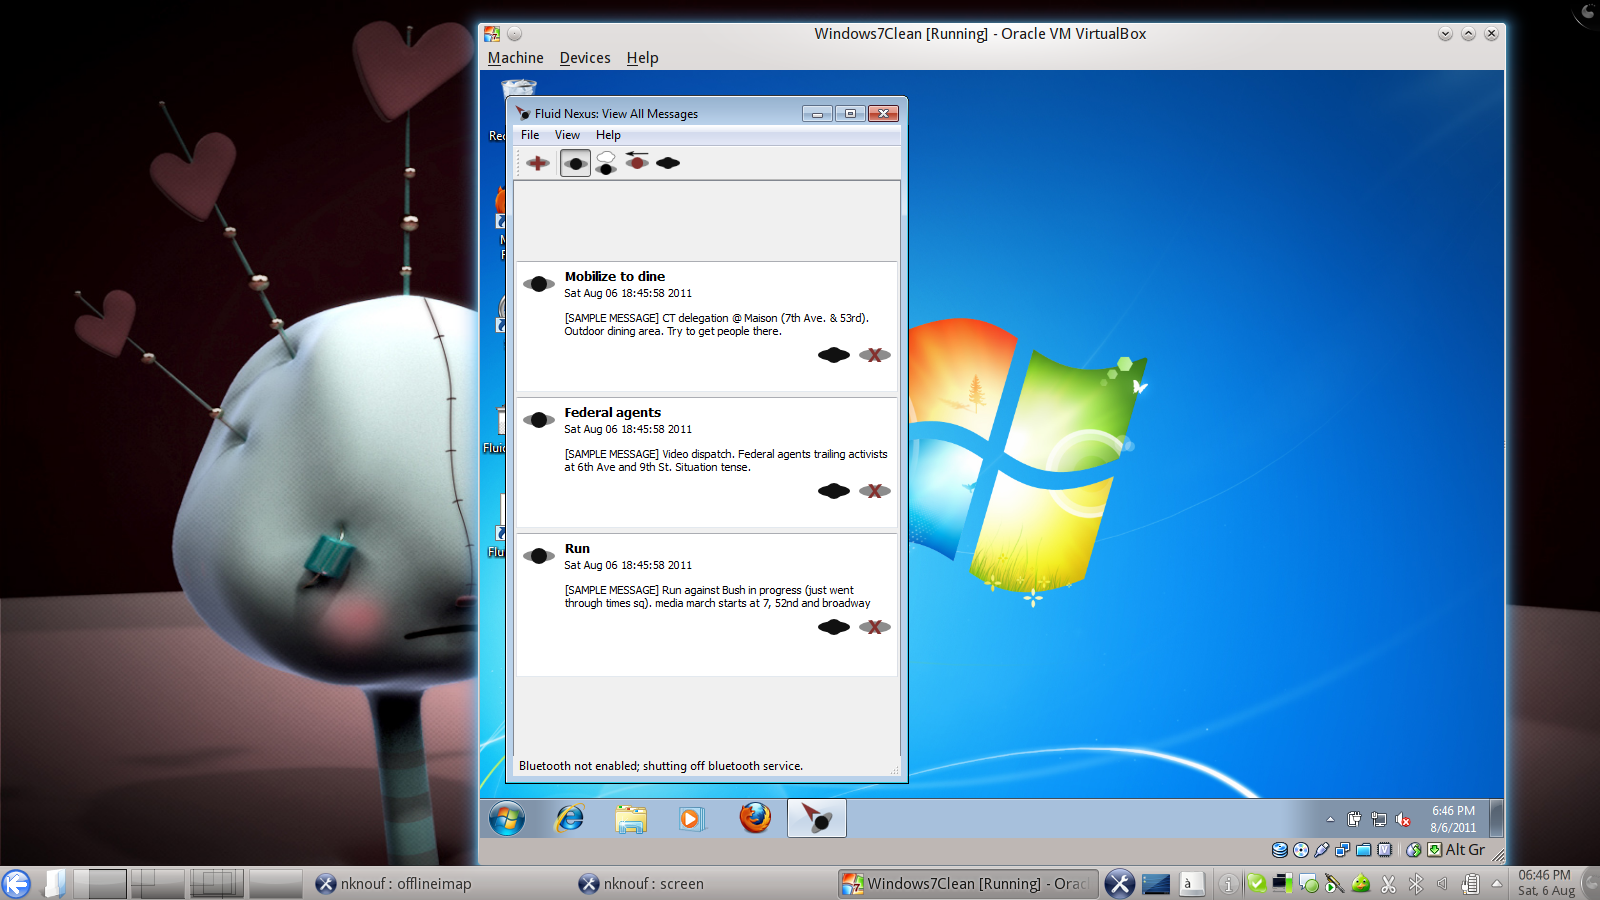 Windows7Clean [Running] - Oracle VM VirtualBox
Machine Devices Help
Fluid Nexus: View All Messages
File View Help
Mobilize to dine
Sat Aug 06 18:45:58 2011
[SAMPLE MESSAGE] CT delegation @ Maison (7th Ave. & 53rd).
Outdoor dining area. Try to get people there.
Federal agents
Sat Aug 06 18:45:58 2011
[SAMPLE MESSAGE] Video dispatch. Federal agents trailing activists
at 6th Ave and 9th St. Situation tense.
Run
Sat Aug 06 18:45:58 2011
[SAMPLE MESSAGE] Run against Bush in progress (just went
through times sq). media march starts at 7, 52nd and broadway
Bluetooth not enabled; shutting off bluetooth service.
6:46 PM
8/6/2011
Alt Gr
nknouf : offlineimap
nknouf : screen
Windows7Clean [Running] - Orac
à
06:46 PM
Sat, 6 Aug